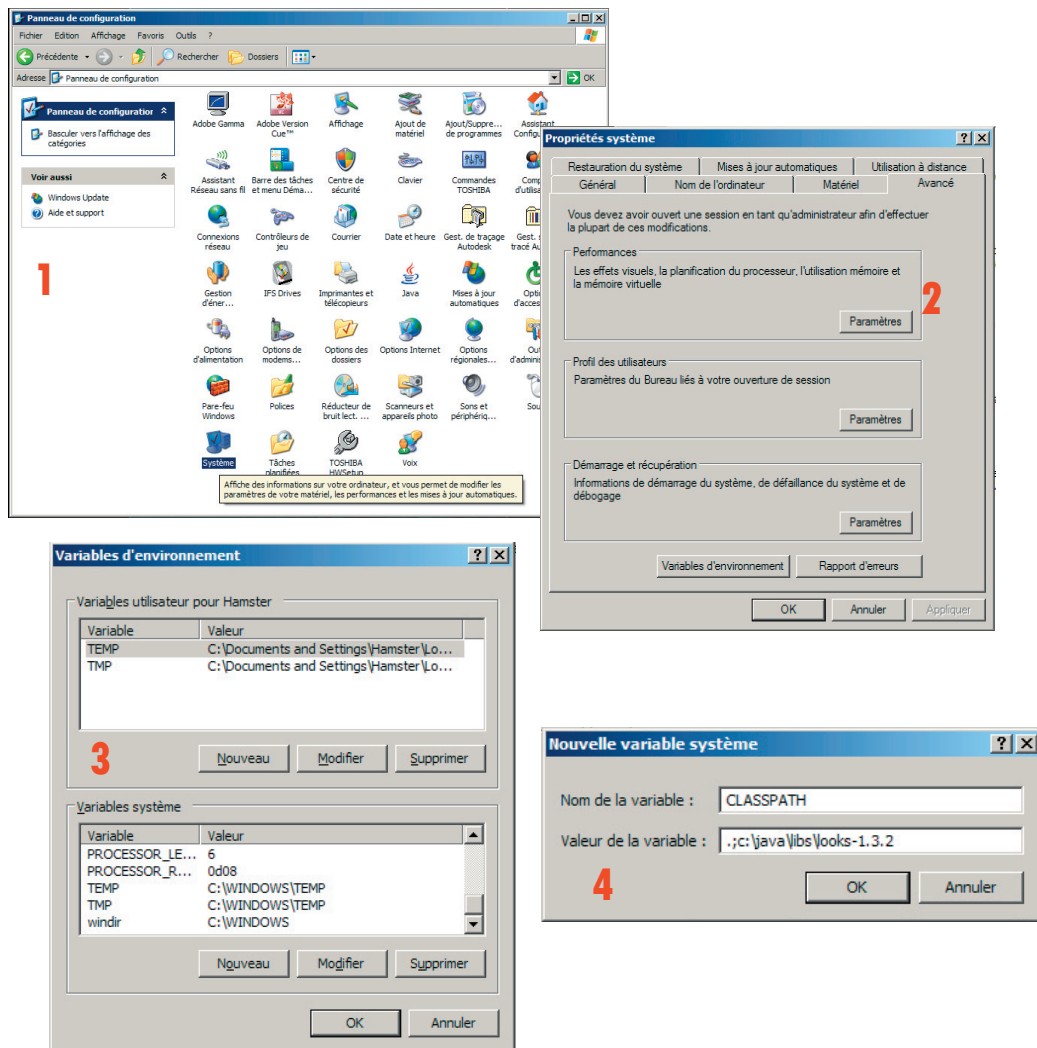 Panneau de configuration
Fichier Edition Affichage Favoris Outils ?
Précédente Rechercher Dossiers
Adresse Panneau de configuration OK
Panneau de configuration
Basculer vers l'affichage des
catégories
Voir aussi
Windows Update
Aide et support
1
Adobe Gamma
Adobe Version
Cue™
Affichage
Ajout de
matériel
Ajout/Suppre...
de programmes
Assistant
Assistant
Réseau sans fil
Barre des tâches
et menu Déma...
Centre de
sécurité
Clavier
Commandes
TOSHIBA
Connexions
réseau
Contrôleurs de
jeu
Courrier
Date et heure
Gest. de traçage
Autodesk
Gestion
d'éner...
IFS Drives
Imprimantes et
télécopieurs
Java
Mises à jour
automatiques
Options
d'alimentation
Options de
modems...
Options des
dossiers
Options Internet
Options
régionales...
Pare-feu
Windows
Polices
Réducteur de
bruit lect. ...
Scanneurs et
appareils photo
Sons et
périphériq...
Système
Tâches
planifiées
TOSHIBA
HWSetup
Voix
Affiche des informations sur votre ordinateur, et vous permet de modifier les
paramètres de votre matériel, les performances et les mises à jour automatiques.
Propriétés système
Restauration du système Mises à jour automatiques Utilisation à distance
Général Nom de l'ordinateur Matériel Avancé
Vous devez avoir ouvert une session en tant qu'administrateur afin d'effectuer
la plupart de ces modifications.
Performances
Les effets visuels, la planification du processeur, l'utilisation mémoire et
la mémoire virtuelle
2
Paramètres
Profil des utilisateurs
Paramètres du Bureau liés à votre ouverture de session
Paramètres
Démarrage et récupération
Informations de démarrage du système, de défaillance du système et de
débogage
Paramètres
Variables d'environnement Rapport d'erreurs
OK Annuler Appliquer
Variables d'environnement
Variables utilisateur pour Hamster
Variable Valeur
TEMP C:\Documents and Settings\Hamster\Lo...
TMP C:\Documents and Settings\Hamster\Lo...
3
Nouveau Modifier Supprimer
Variables système
Variable Valeur
PROCESSOR_LE... 6
PROCESSOR_R... 0d08
TEMP C:\WINDOWS\TEMP
TMP C:\WINDOWS\TEMP
windir C:\WINDOWS
Nouveau Modifier Supprimer
OK Annuler
Nouvelle variable système
Nom de la variable : CLASSPATH
Valeur de la variable : .;c:\java\libs\looks-1.3.2
4
OK Annuler